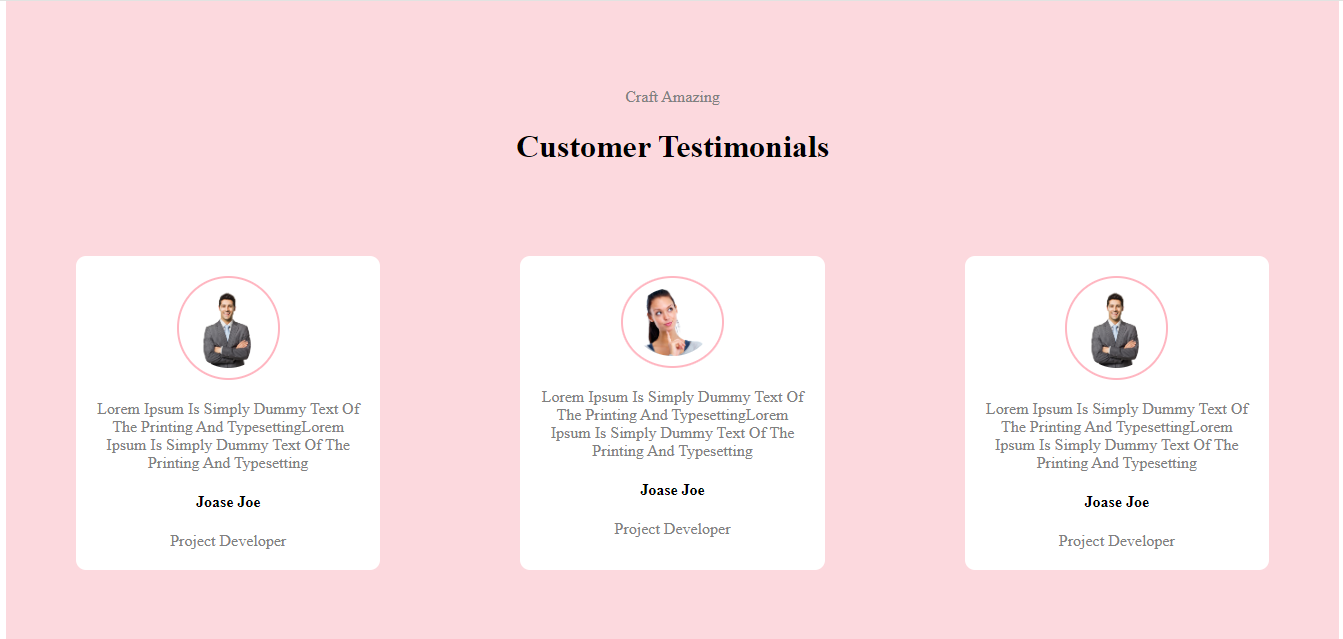 Craft Amazing
Customer Testimonials
Lorem Ipsum Is Simply Dummy Text Of
The Printing And TypesettingLorem
Ipsum Is Simply Dummy Text Of The
Printing And Typesetting
Joase Joe
Project Developer
Lorem Ipsum Is Simply Dummy Text Of
The Printing And TypesettingLorem
Ipsum Is Simply Dummy Text Of The
Printing And Typesetting
Joase Joe
Project Developer
Lorem Ipsum Is Simply Dummy Text Of
The Printing And TypesettingLorem
Ipsum Is Simply Dummy Text Of The
Printing And Typesetting
Joase Joe
Project Developer